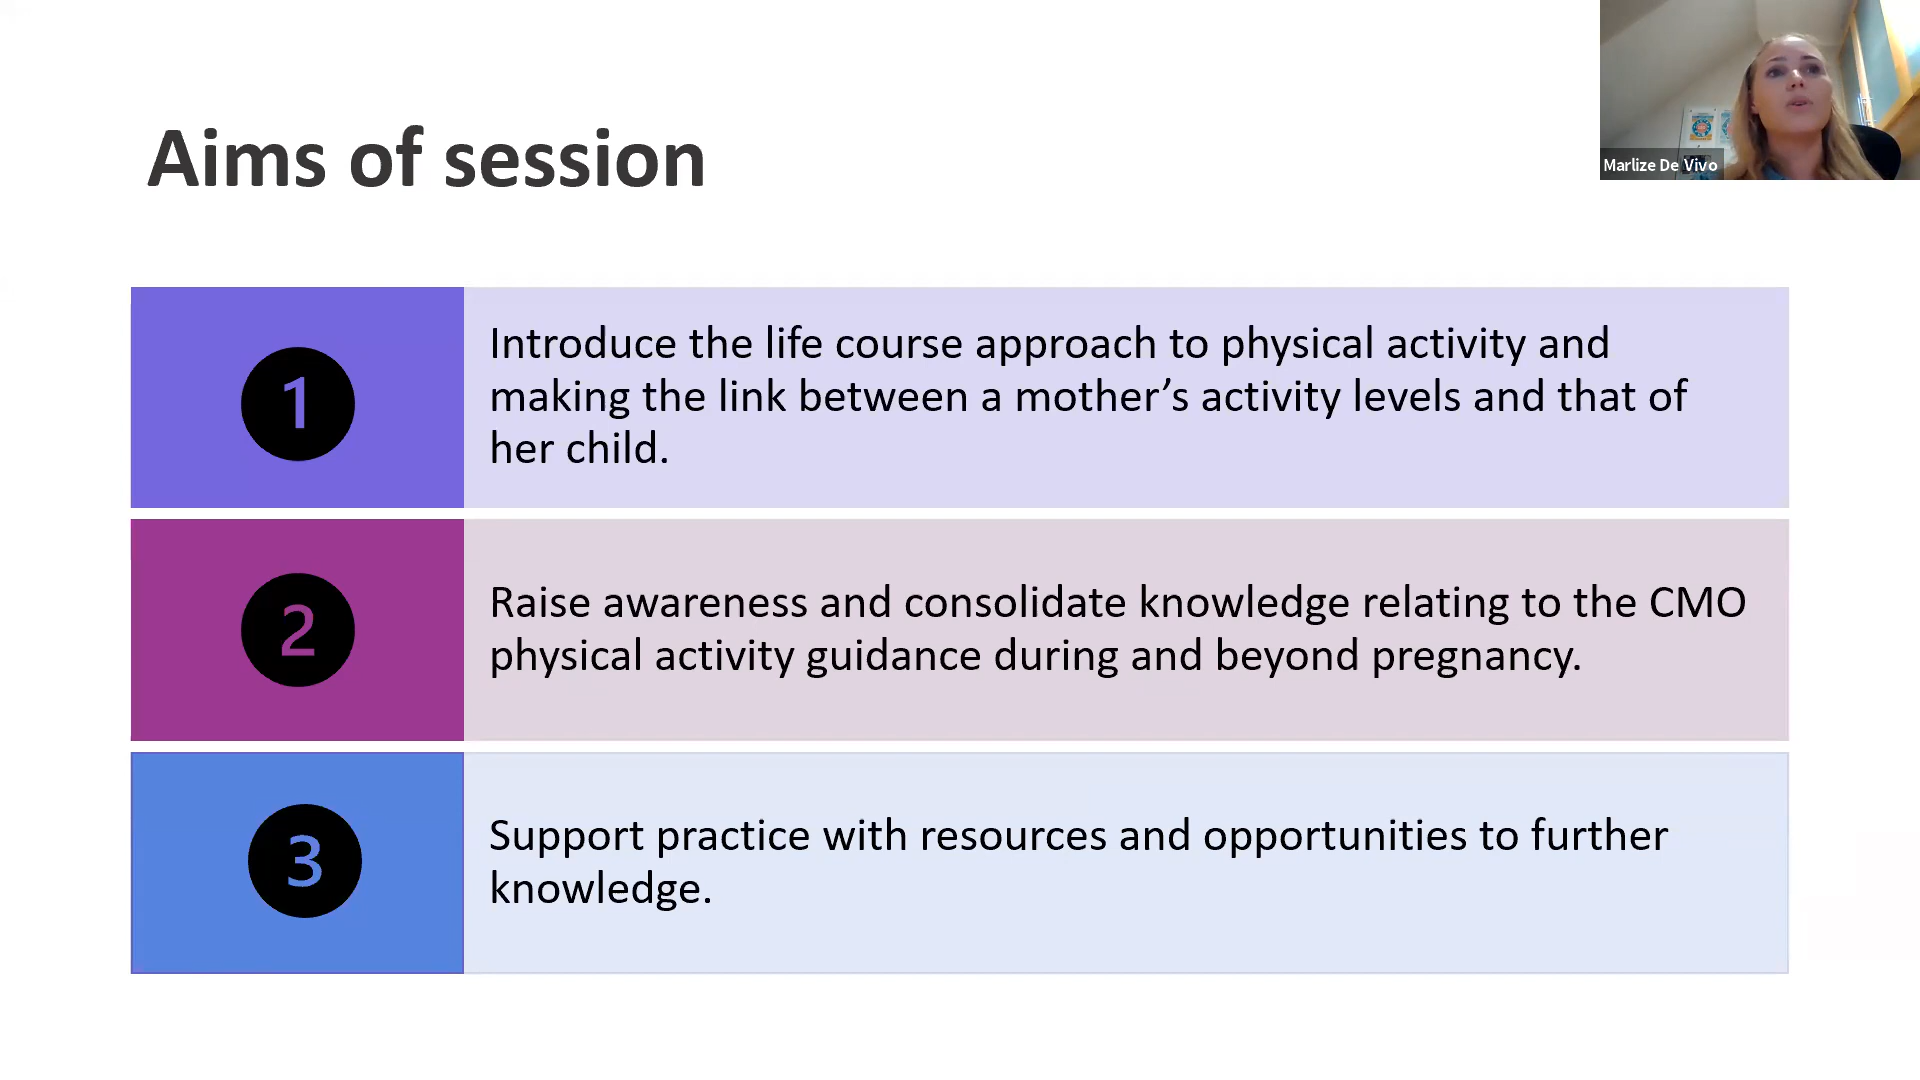 Aims of session
Marlize De Vivo
1
Introduce the life course approach to physical activity and
making the link between a mother’s activity levels and that of
her child.
2
Raise awareness and consolidate knowledge relating to the CMO
physical activity guidance during and beyond pregnancy.
3
Support practice with resources and opportunities to further
knowledge.